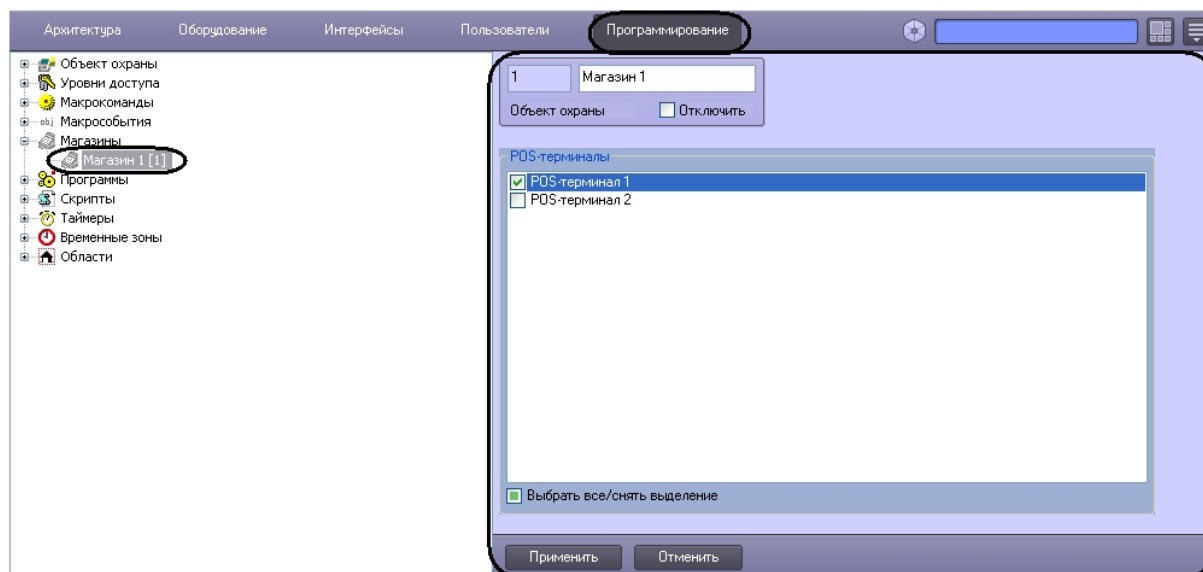 Архитектура Оборудование Интерфейсы Пользователи Программирование
Объект охраны
Уровни доступа
Макрокоманды
obj Макрособытия
Магазины
Магазин 1 [1]
Программы
Скрипты
Таймеры
Временные зоны
Области
1 Магазин 1
Объект охраны Отключить
POS-терминалы
POS-терминал 1
POS-терминал 2
Выбрать все/снять выделение
Применить Отменить